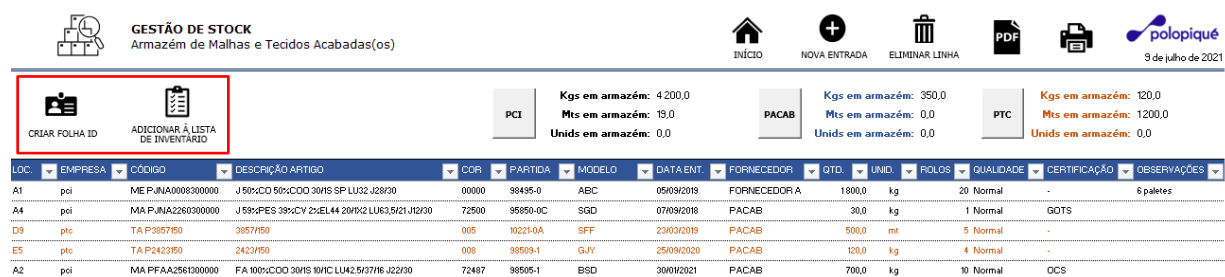 GESTÃO DE STOCK
Armazém de Malhas e Tecidos Acabadas(os)
INÍCIO
NOVA ENTRADA
ELIMINAR LINHA
PDF
polopiqué
9 de julho de 2021
CRIAR FOLHA ID
ADICIONAR À LISTA
DE INVENTÁRIO
PCI
Kgs em armazém: 4 200,0
Mts em armazém: 19,0
Unids em armazém: 0,0
PACAB
Kgs em armazém: 350,0
Mts em armazém: 0,0
Unids em armazém: 0,0
PTC
Kgs em armazém: 120,0
Mts em armazém: 1200,0
Unids em armazém: 0,0
LOC. EMPRESA CÓDIGO DESCRIÇÃO ARTIGO COR PARTIDA MODELO DATA ENT. FORNECEDOR QTD. UNID. ROLOS QUALIDADE CERTIFICAÇÃO OBSERVAÇÕES
A1 pci ME PJNA0008300000 J 50%CO 50%CO 30/1S SP LU32 J28/30 00000 98495-0 ABC 05/09/2019 FORNECEDOR A 1800,0 kg 20 Normal - 6 paletes
A4 pci MA PJNA2260300000 J 59%PES 39%CV 2%EL44 20/1X2 LU63,5/21 J12/30 72500 95850-0C SGD 07/09/2018 PACAB 30,0 kg 1 Normal GOTS
D9 ptc TA P3857150 3857/150 005 10221-0A SFF 23/03/2019 PACAB 500,0 mt 5 Normal -
E5 ptc TA P2423150 2423/150 008 98509-1 GJY 25/09/2020 PACAB 120,0 kg 4 Normal -
A2 pci MA PFAA2561300000 FA 100%COO 30/1S 10/1C LU42.5/37/16 J22/30 72487 98505-1 BSD 30/01/2021 PACAB 700,0 kg 10 Normal OCS